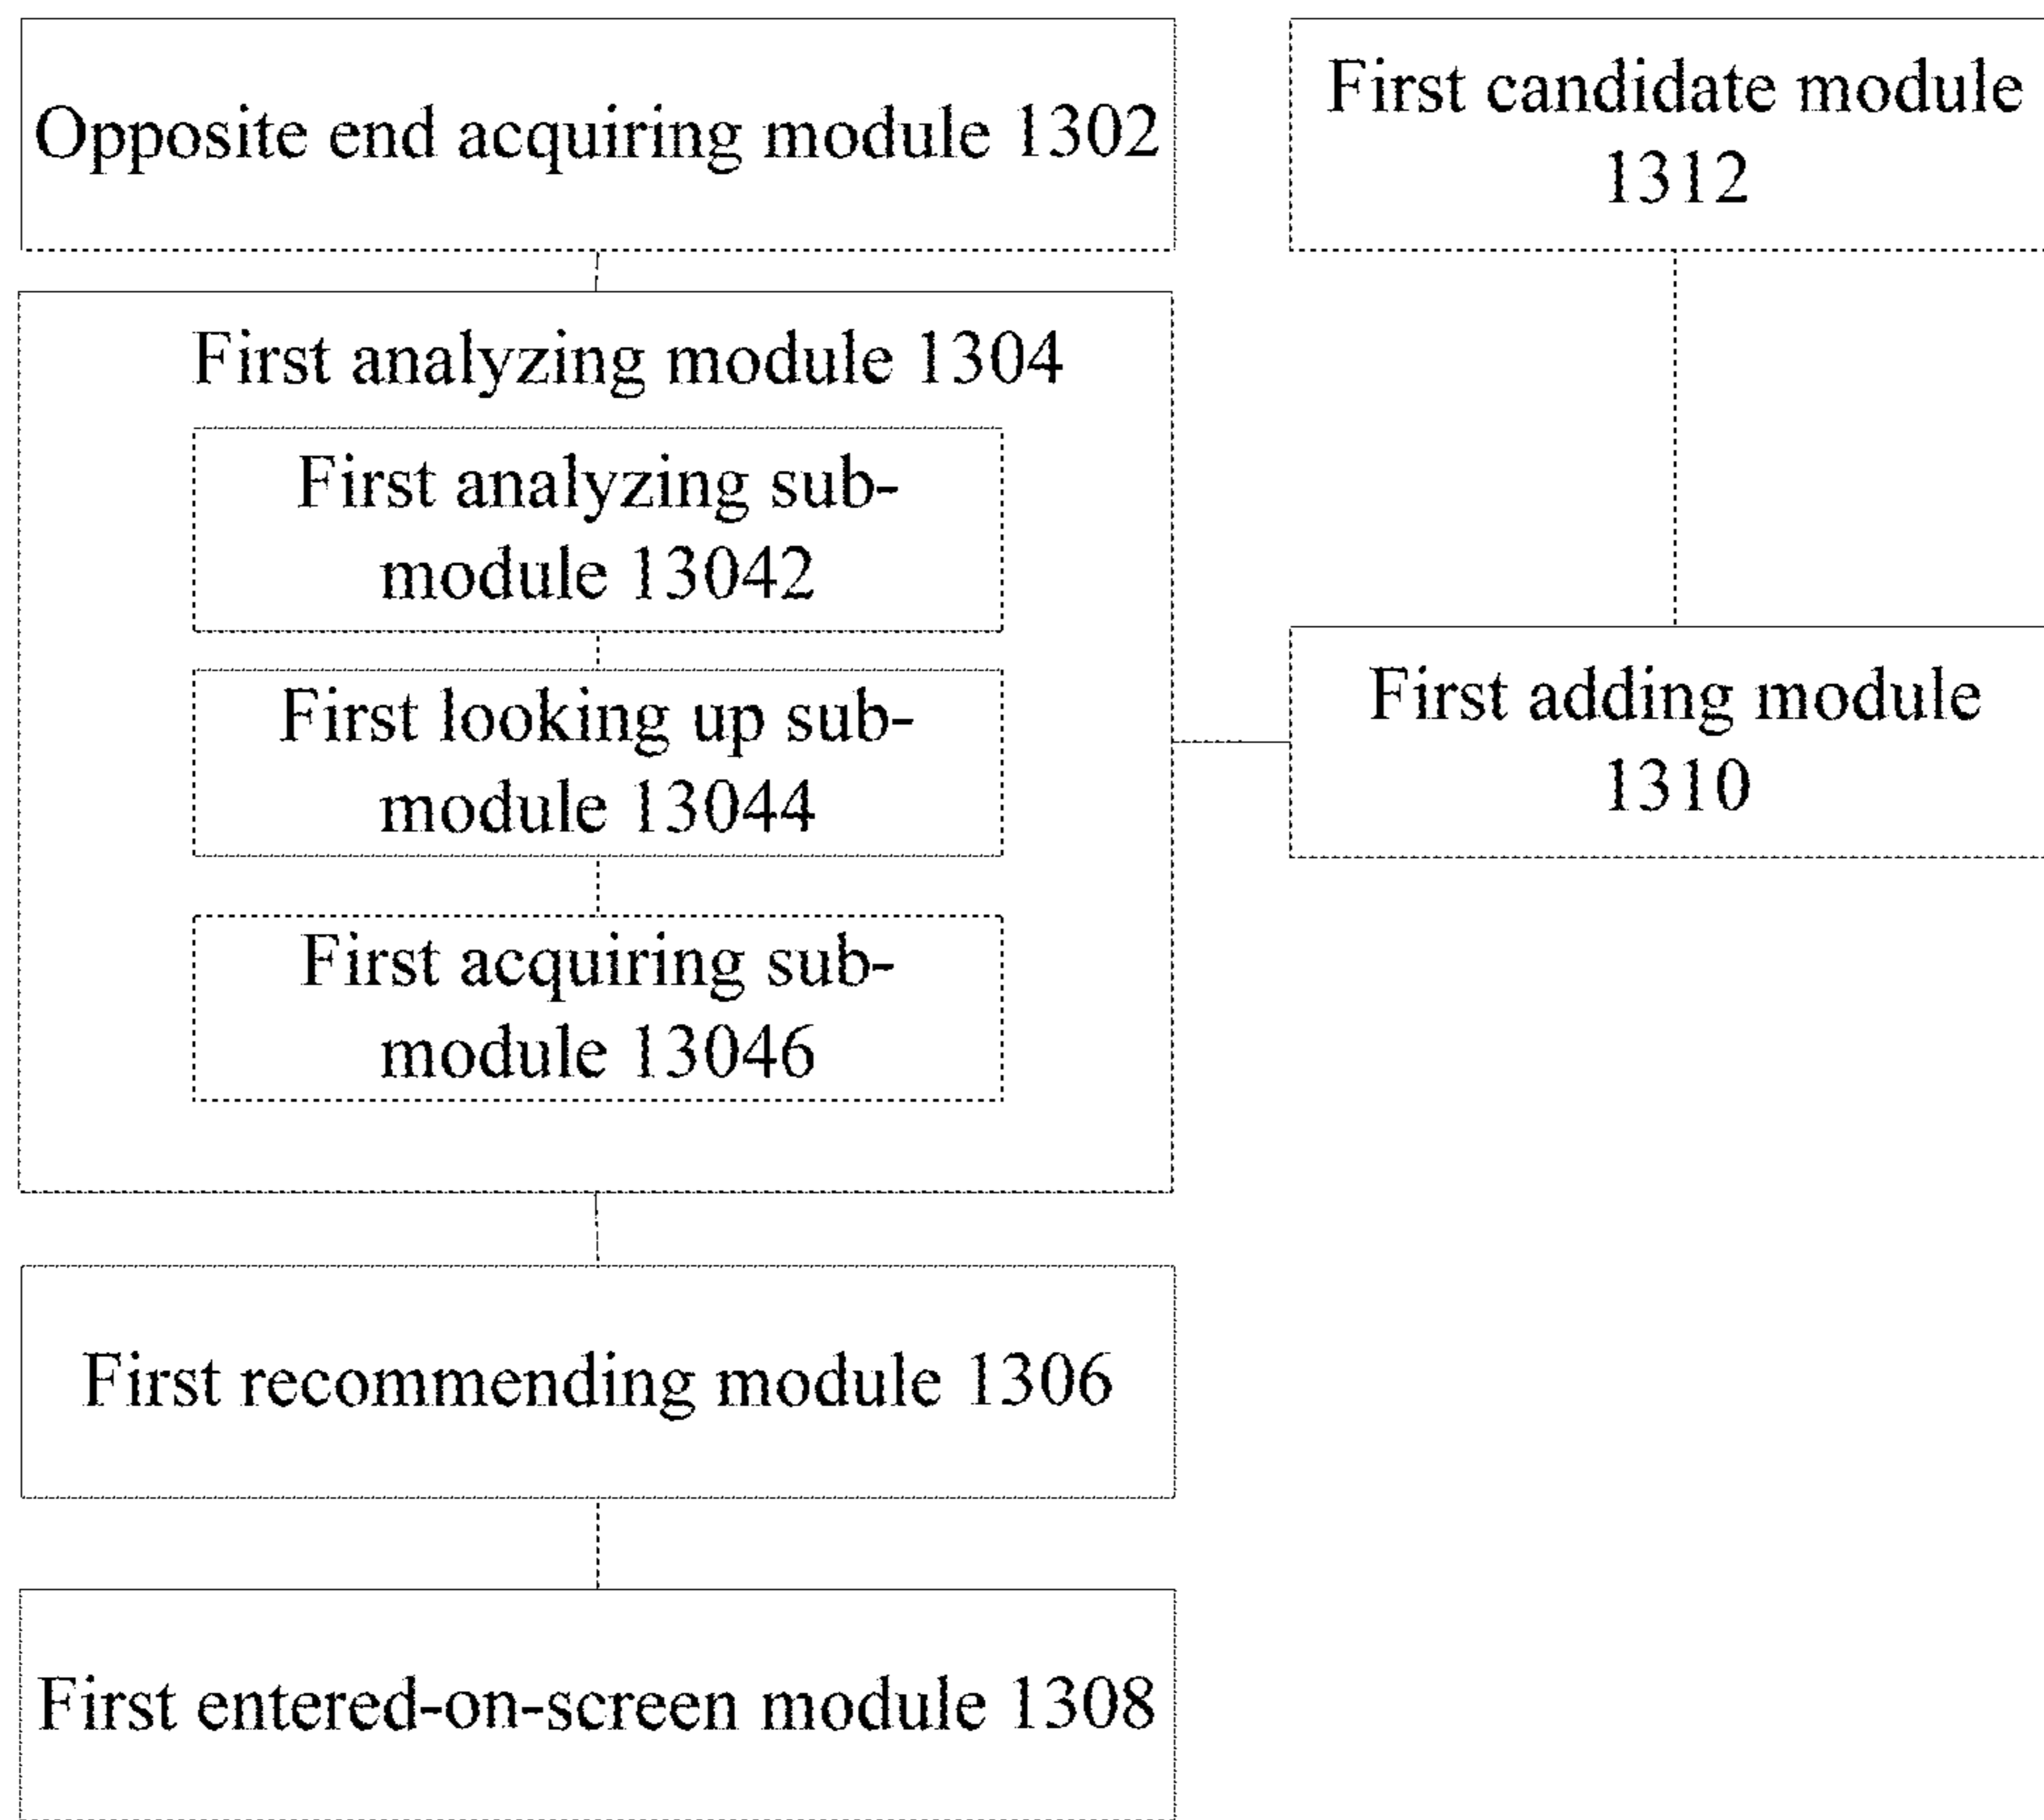 Opposite end acquiring module 1302
First candidate module
1312
First analyzing module 1304
First analyzing sub-
module 13042
First looking up sub-
module 13044
First acquiring sub-
module 13046
First adding module
1310
First recommending module 1306
First entered-on-screen module 1308